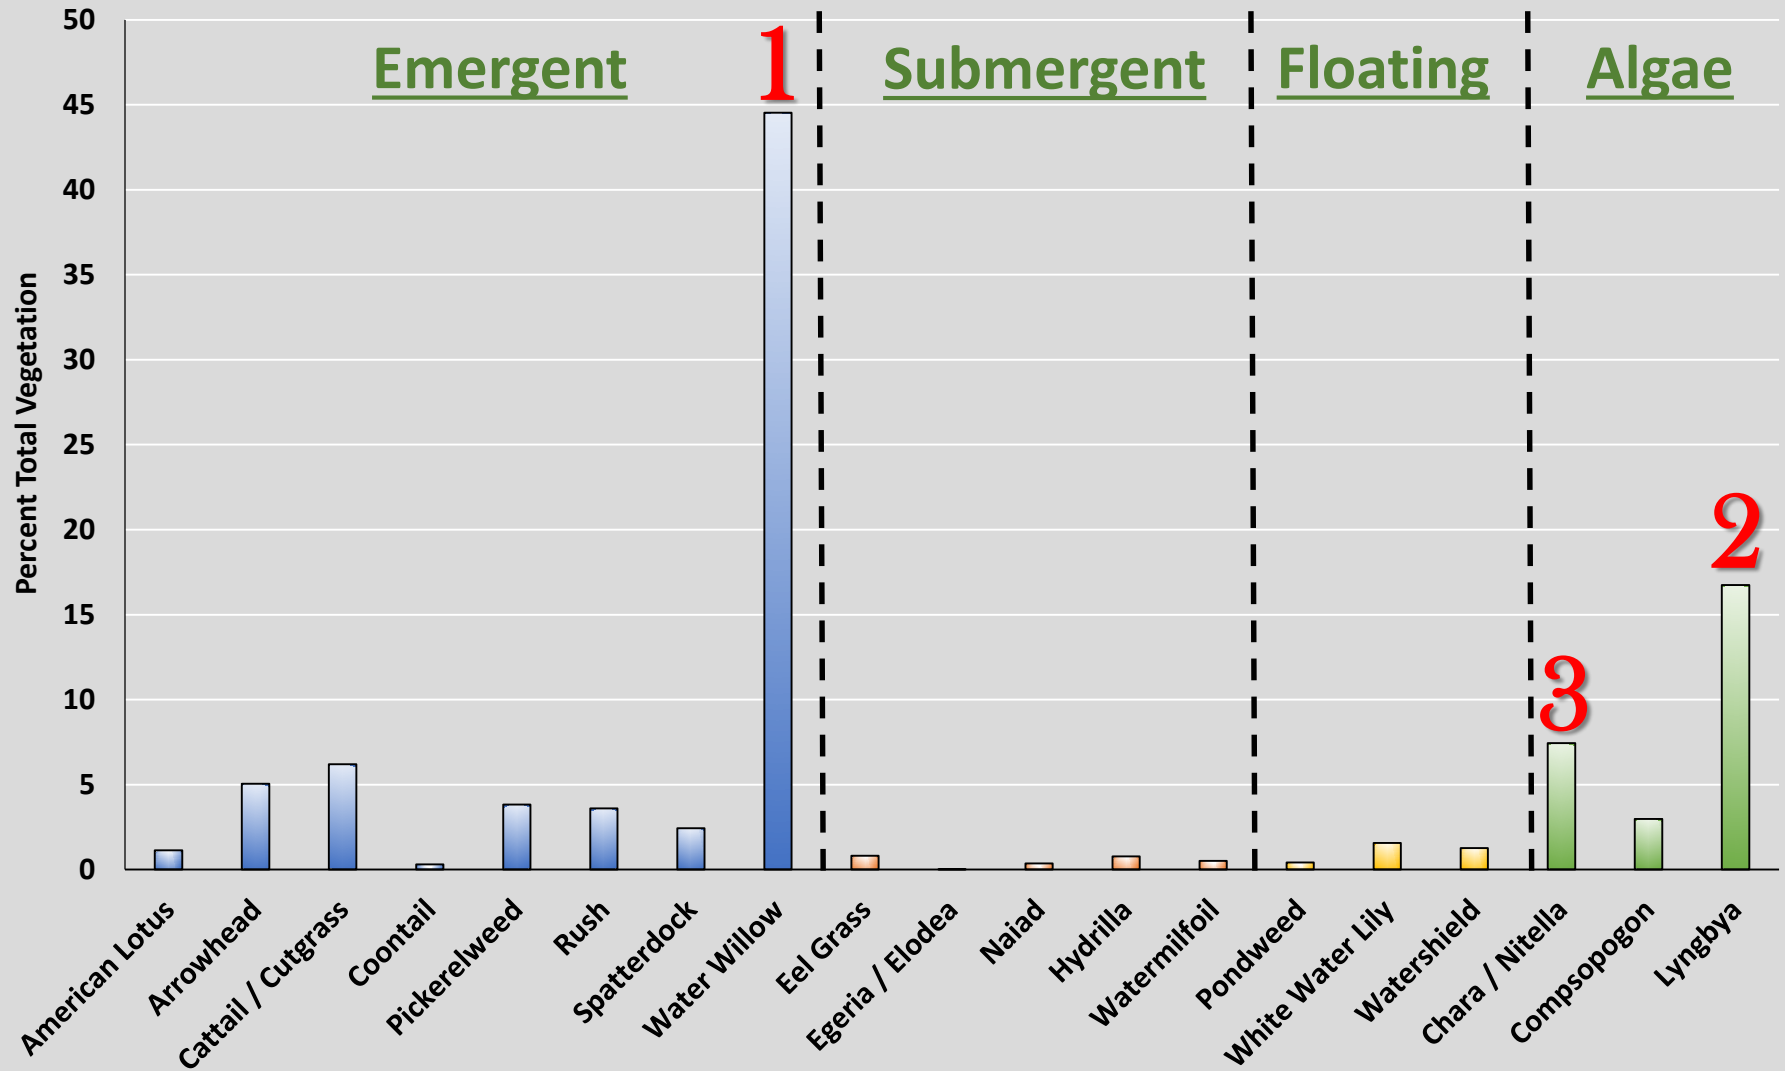 Emergent
1
Submergent
Floating
Algae
2
3
Percent Total Vegetation
50
45
40
35
30
25
20
15
10
5
0
American Lotus
Arrowhead
Cattail / Cutgrass
Coontail
Pickerelweed
Rush
Spatterdock
Water Willow
Eel Grass
Egeria / Elodea
Naiad
Hydrilla
Watermilfoil
Pondweed
White Water Lily
Watershield
Chara / Nitella
Compsopogon
Lyngbya